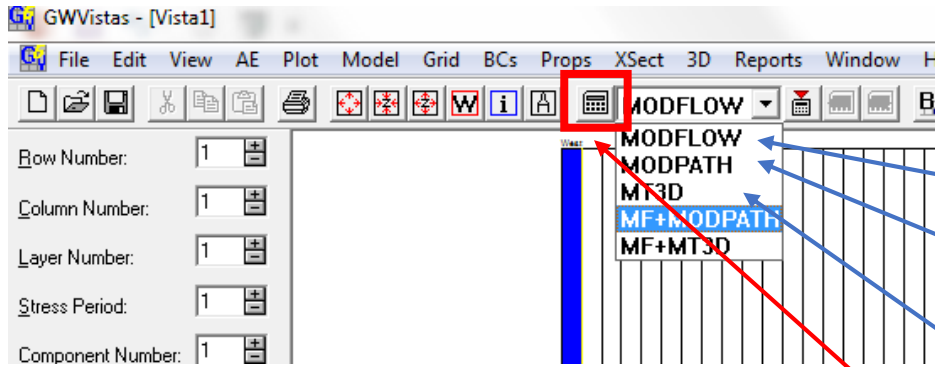 GWVistas - [Vista1]
File Edit View AE Plot Model Grid BCs Props XSect 3D Reports Window H
W i A MODFLOW B
Row Number: 1
Column Number: 1
Layer Number: 1
Stress Period: 1
Component Number: 1
West
MODFLOW
MODPATH
MT3D
MF+MODPATH
MF+MT3D